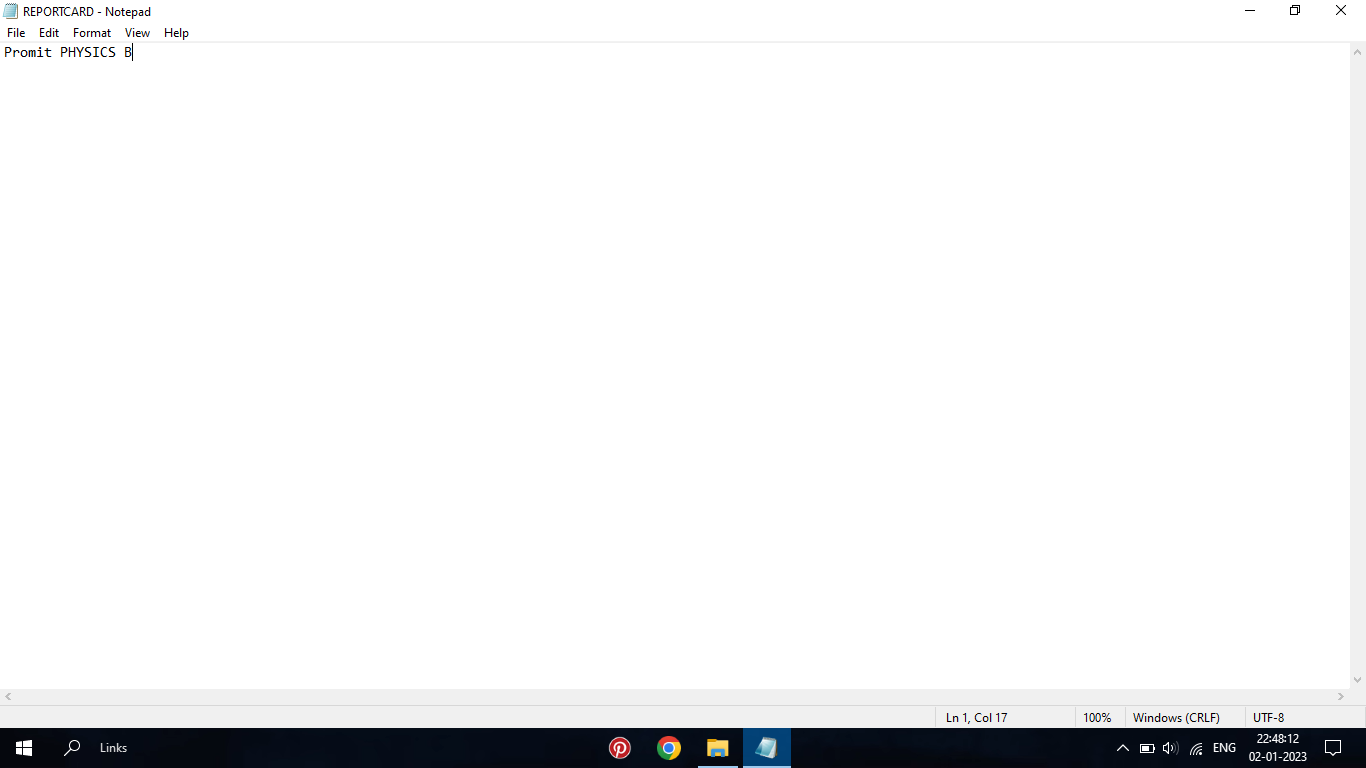 REPORTCARD - Notepad
File Edit Format View Help
Promit PHYSICS B
Ln 1, Col 17 100% Windows (CRLF) UTF-8
Links ENG 22:48:12
02-01-2023